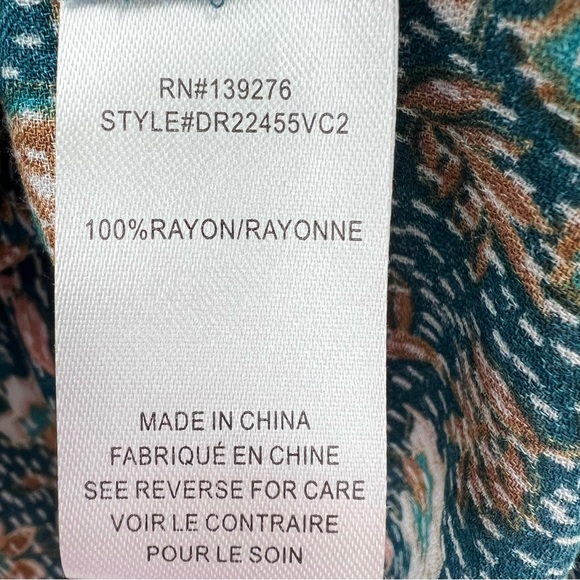 RN#139276
STYLE#DR22455VC2
100%RAYON/RAYONNE
MADE IN CHINA
FABRIQUÉ EN CHINE
SEE REVERSE FOR CARE
VOIR LE CONTRAIRE
POUR LE SOIN